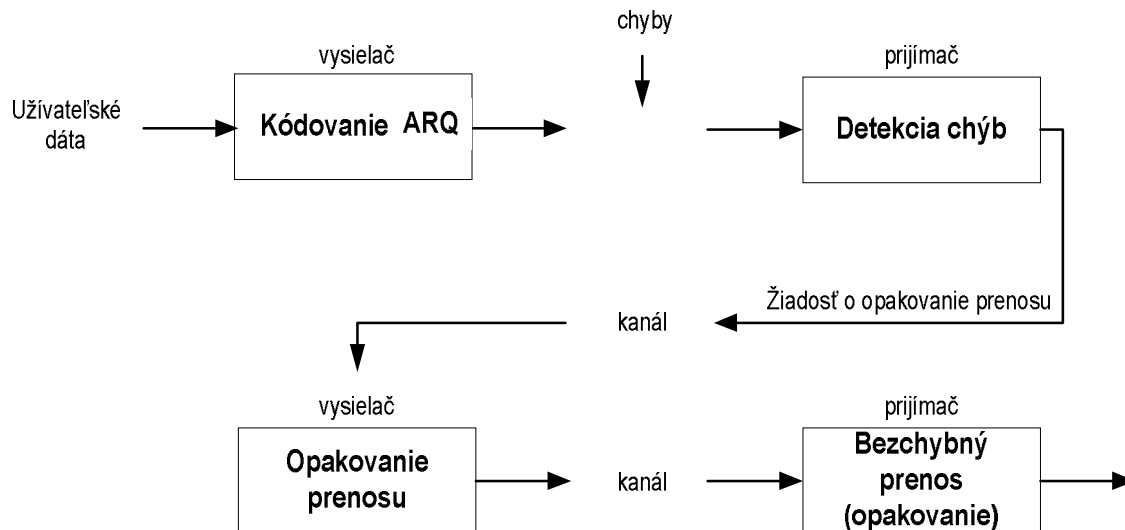 chyby
vysielač
prijímač
Užívateľské
dáta
Kódovanie ARQ
Detekcia chýb
Žiadosť o opakovanie prenosu
kanál
vysielač
prijímač
Opakovanie
prenosu
kanál
Bezchybný
prenos
(opakovanie)